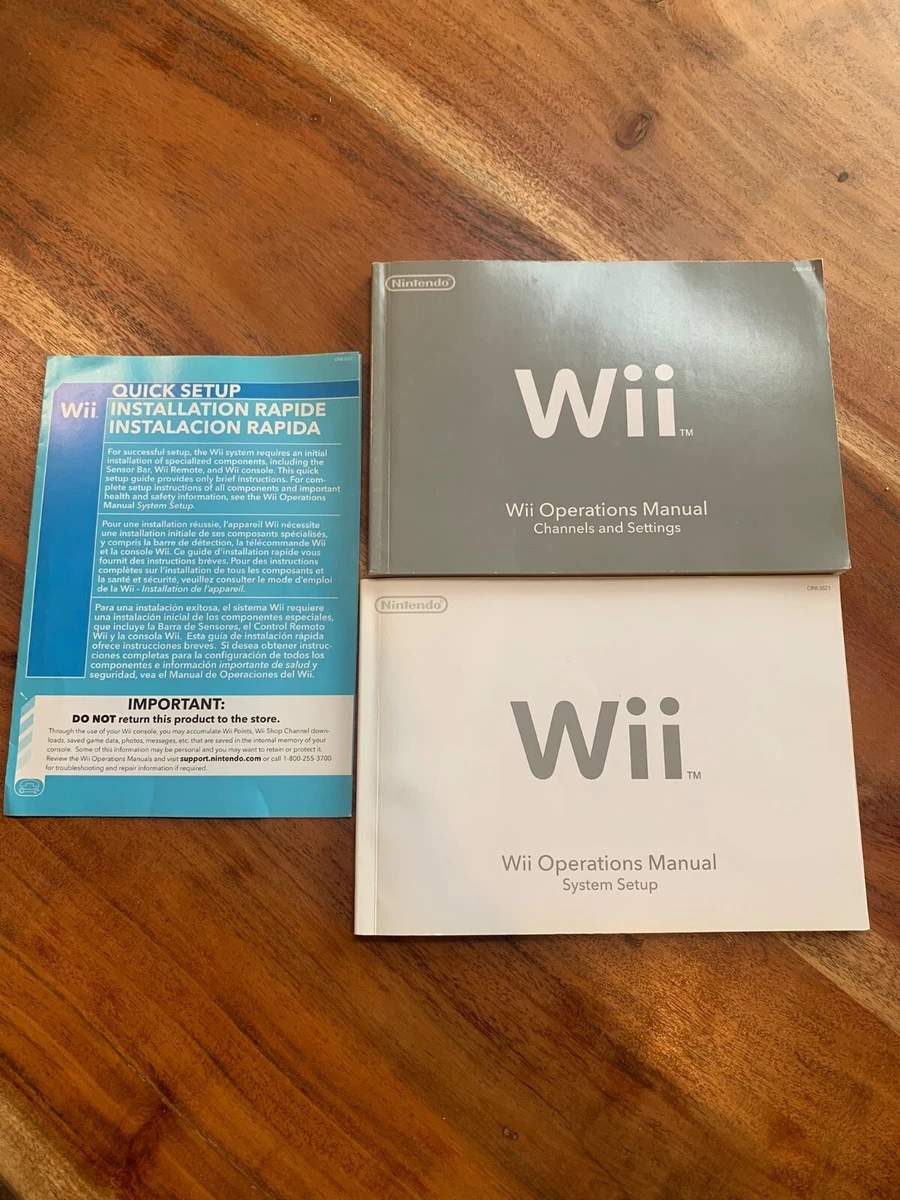 QUICK SETUP
Wii
INSTALLATION RAPIDE
INSTALACION RAPIDA
For successful setup, the Wii system requires an initial
installation of specialized components, including the
Sensor Bar, Wii Remote, and Wii console. This quick
setup guide provides only brief instructions. For com-
plete setup instructions of all components and important
health and safety information, see the Wii Operations
Manual System Setup.
Pour une installation réussie, l'appareil Wii nécessite
une installation initiale de ses composants spécialisés,
y compris la barre de détection, la télécommande Wii
et la console Wii. Ce guide d'installation rapide vous
fournit des instructions brèves. Pour des instructions
complètes sur l'installation de tous les composants et
la santé et sécurité, veuillez consulter le mode d'emploi
de la Wii - Installation de l'appareil.
Para una instalación exitosa, el sistema Wii requiere
una instalación inicial de los componentes especiales,
que incluye la Barra de Sensores, el Control Remoto
Wii y la consola Wii. Esta guía de instalación rápida
ofrece instrucciones breves. Si desea obtener instruc-
ciones completas para la configuración de todos los
componentes e información importante de salud y
seguridad, vea el Manual de Operaciones del Wii.
IMPORTANT:
DO NOT return this product to the store.
Through the use of your Wii console, you may accumulate Wii Points, Wii Shop Channel down-
loads, saved game data, photos, messages, etc. that are saved in the internal memory of your
console. Some of this information may be personal and you may want to retain or protect it.
Review the Wii Operations Manuals and visit support.nintendo.com or call 1-800-255-3700
for troubleshooting and repair information if required.
Nintendo
Wii™
Wii Operations Manual
Channels and Settings
Nintendo
Wii™
Wii Operations Manual
System Setup